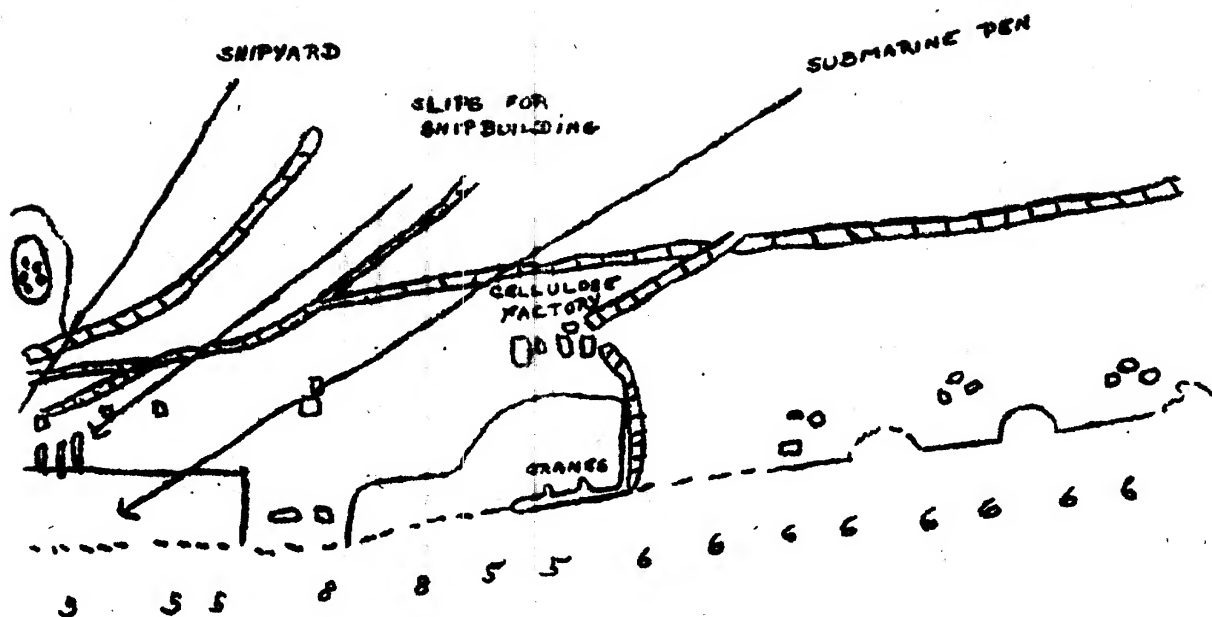 SHIPYARD
SLIPS FOR
SHIPBUILDING
SUBMARINE PEN
CELLULOSE
FACTORY
CRANES
3 5 5 8 8 5 5 6 6 6 6 6 6 6 6